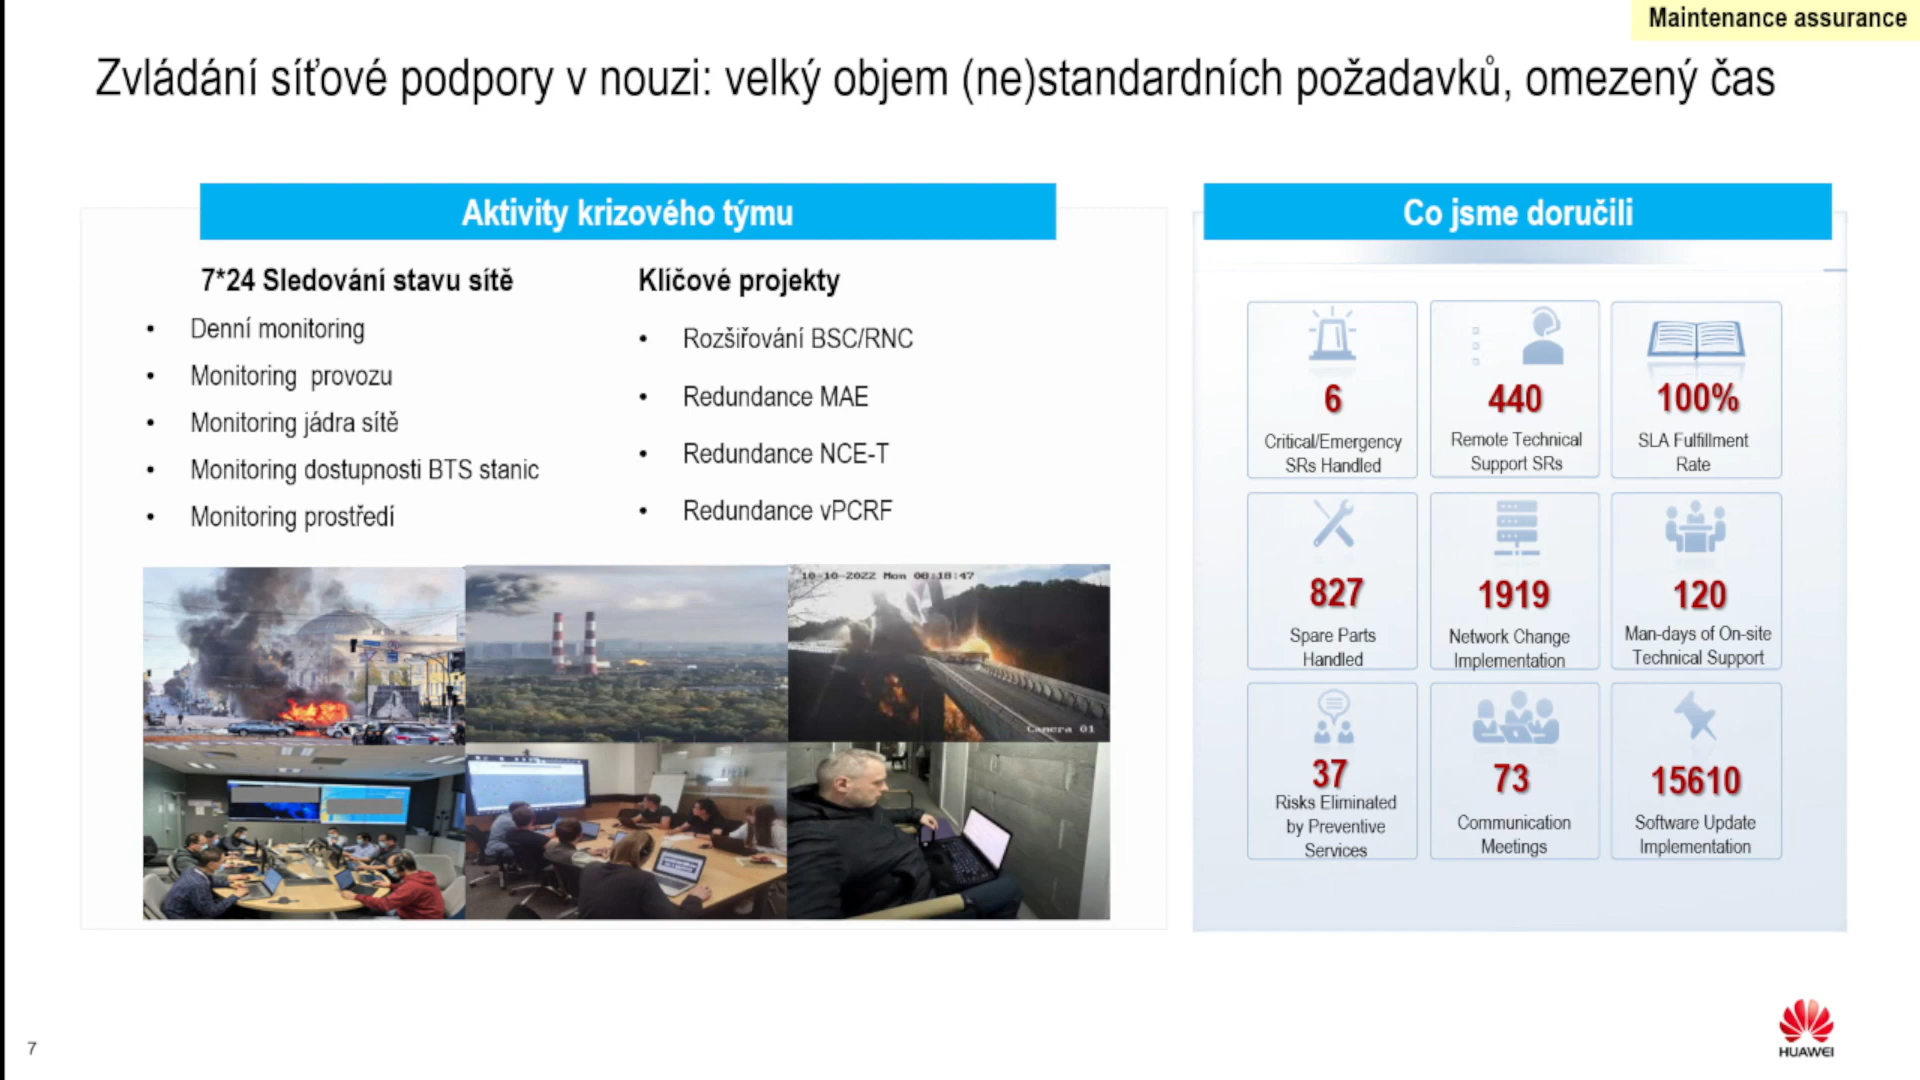 Maintenance assurance
Zvládání síťové podpory v nouzi: velký objem (ne)standardních požadavků, omezený čas
Aktivity krizového týmu
7*24 Sledování stavu sítě
• Denní monitoring
• Monitoring provozu
• Monitoring jádra sítě
• Monitoring dostupnosti BTS stanic
• Monitoring prostředí
Klíčové projekty
• Rozšiřování BSC/RNC
• Redundance MAE
• Redundance NCE-T
• Redundance vPCRF
10-10-2022 Mon 08:18:47
Camera 01
Co jsme doručili
6
Critical/Emergency
SRs Handled
440
Remote Technical
Support SRs
100%
SLA Fulfillment
Rate
827
Spare Parts
Handled
1919
Network Change
Implementation
120
Man-days of On-site
Technical Support
37
Risks Eliminated
by Preventive
Services
73
Communication
Meetings
15610
Software Update
Implementation
7
HUAWEI